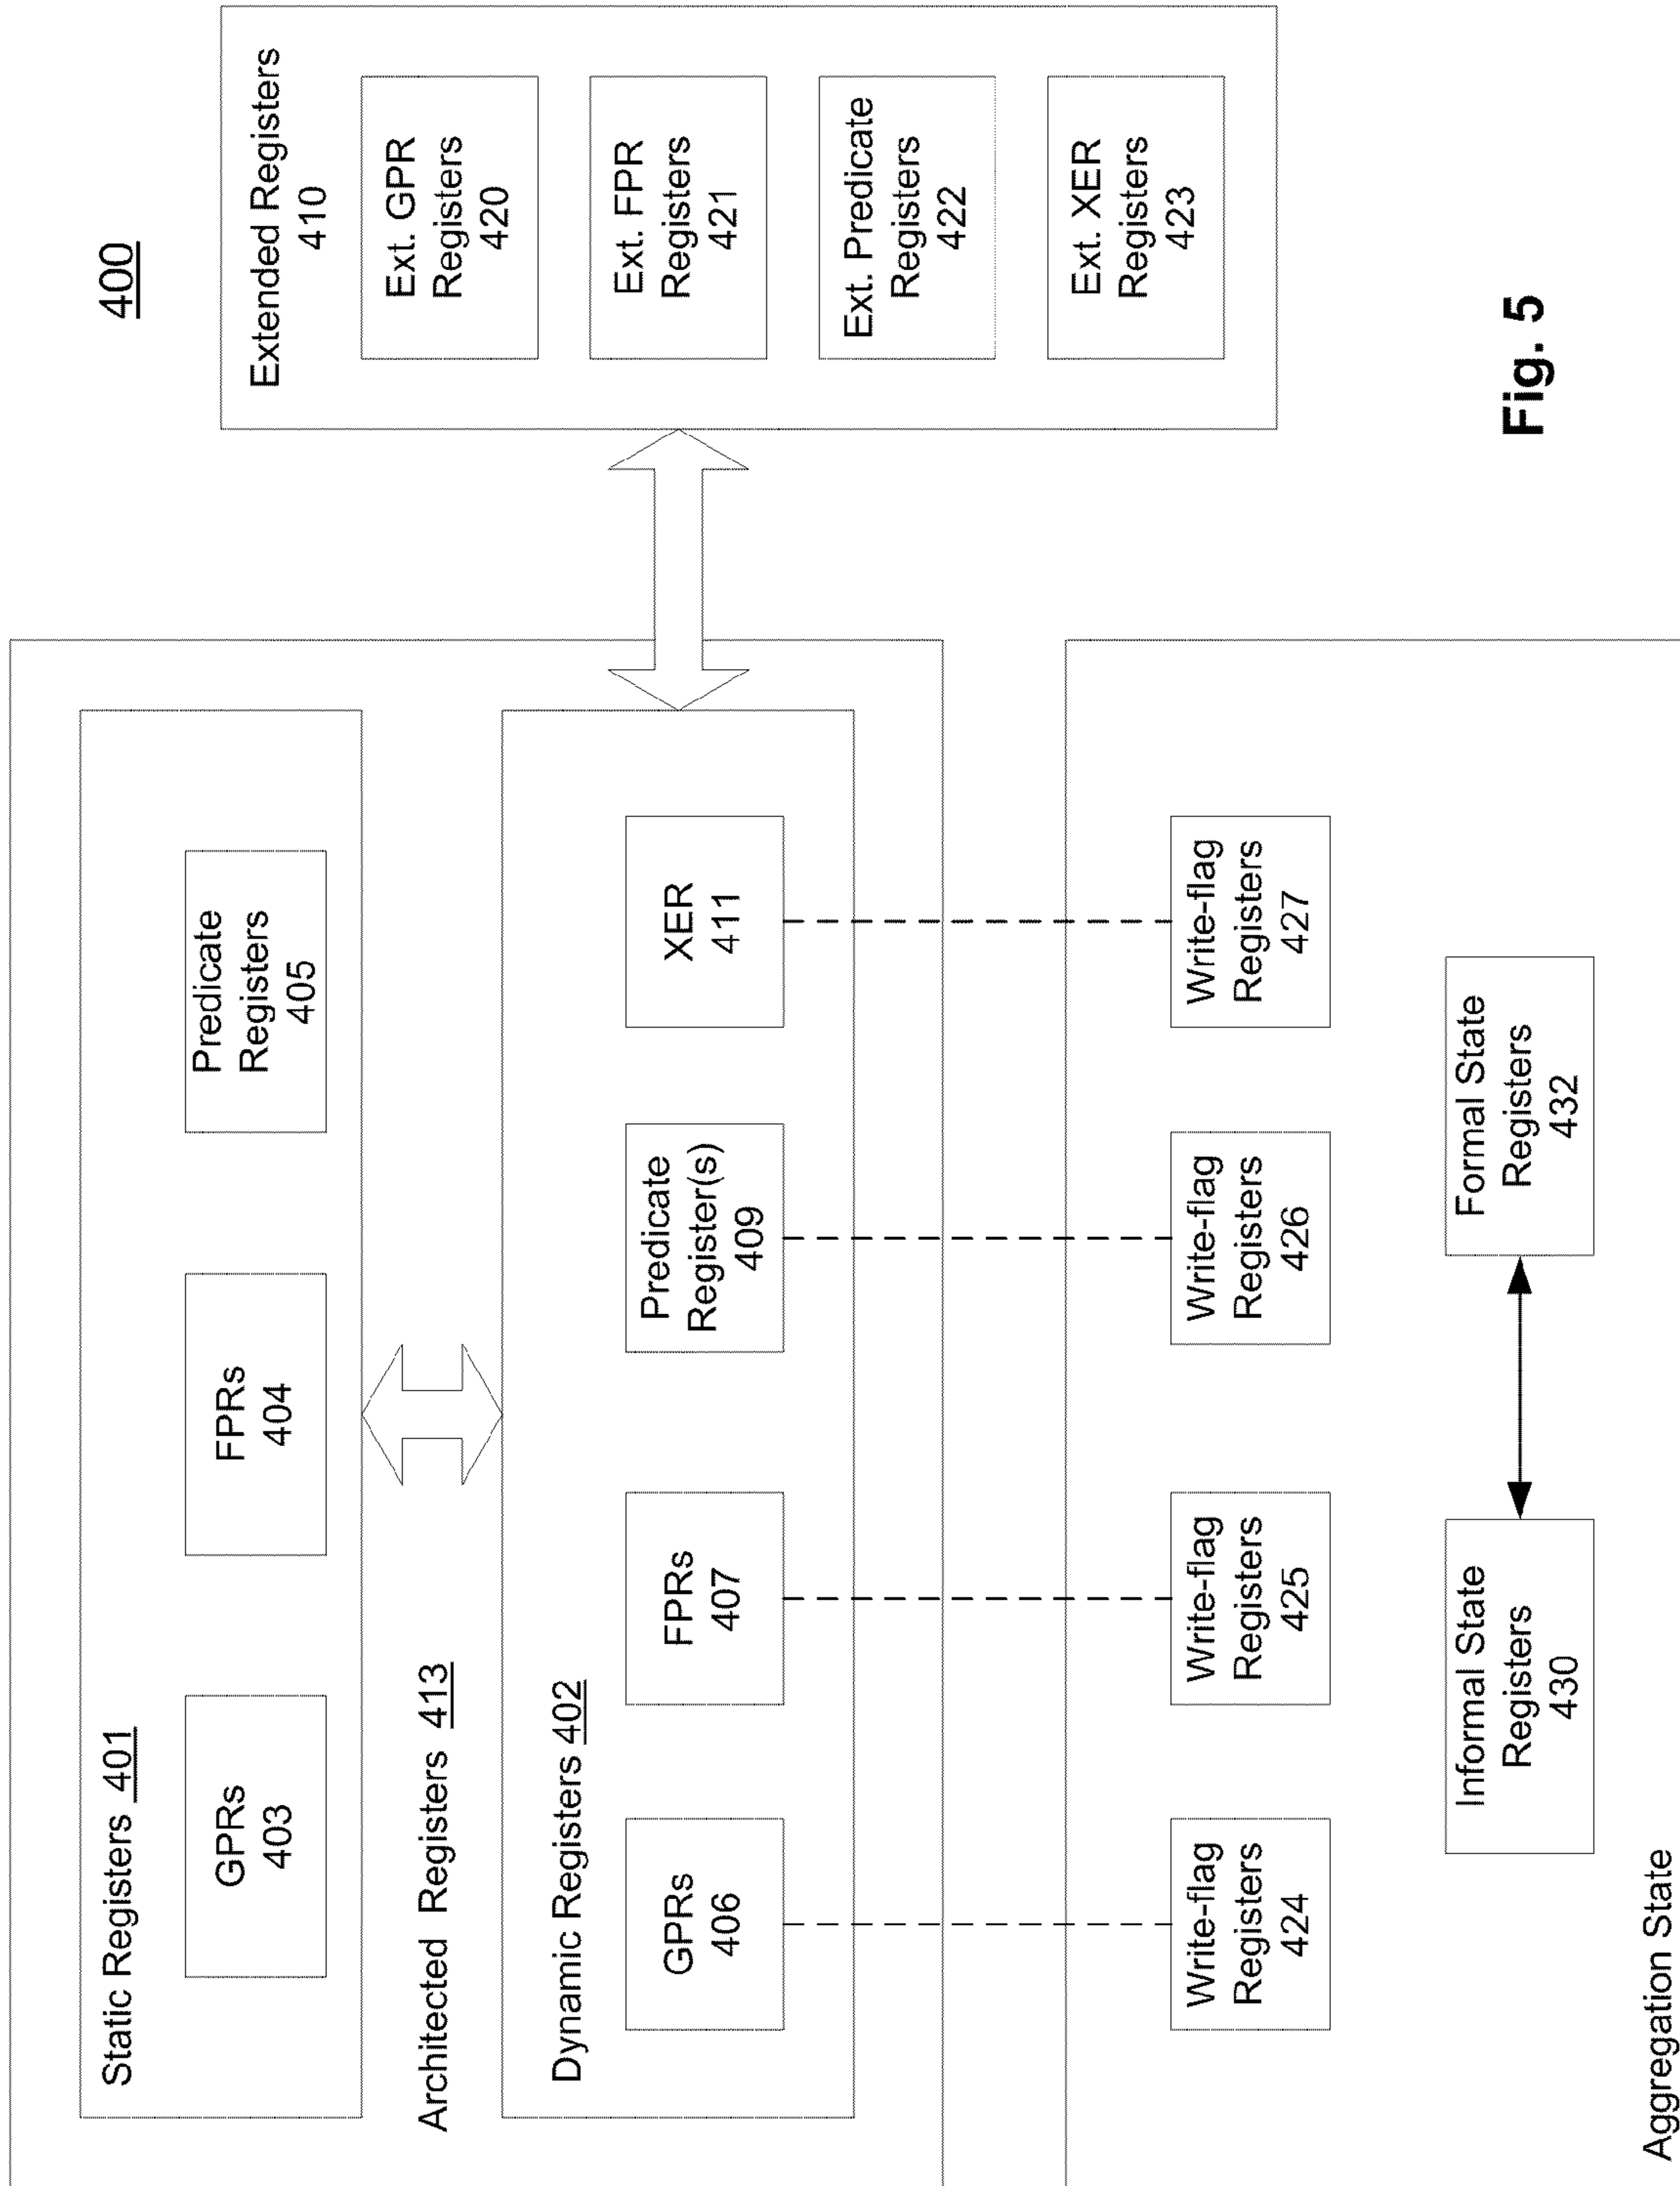 400
Static Registers 401
GPRs
403
FPRs
404
Predicate
Registers
405
Architected Registers 413
Dynamic Registers 402
GPRs
406
FPRs
407
Predicate
Register(s)
409
XER
411
Extended Registers
410
Ext. GPR
Registers
420
Ext. FPR
Registers
421
Ext. Predicate
Registers
422
Ext. XER
Registers
423
Write-flag
Registers
424
Write-flag
Registers
425
Write-flag
Registers
426
Write-flag
Registers
427
Informal State
Registers
430
Formal State
Registers
432
Aggregation State
Fig. 5